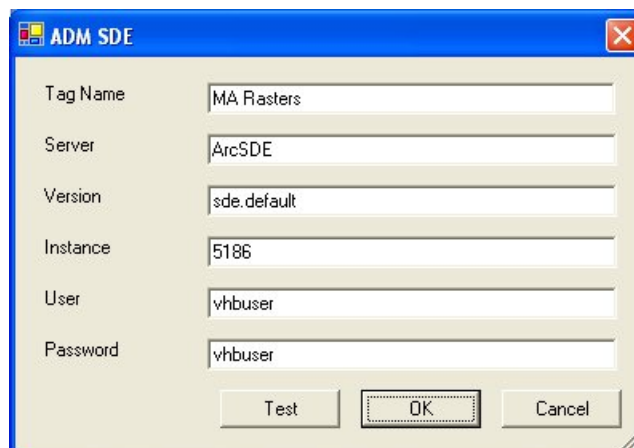 ADM SDE
Tag Name MA Rasters
Server ArcSDE
Version sde.default
Instance 5186
User vhbuser
Password vhbuser
Test OK Cancel